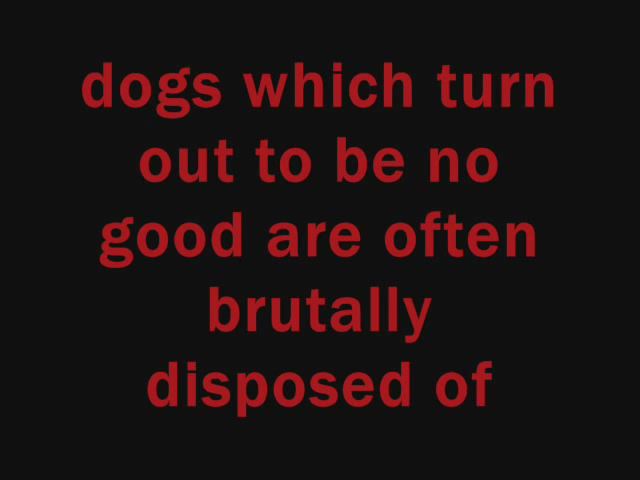 dogs which turn
out to be no
good are often
brutally
disposed of